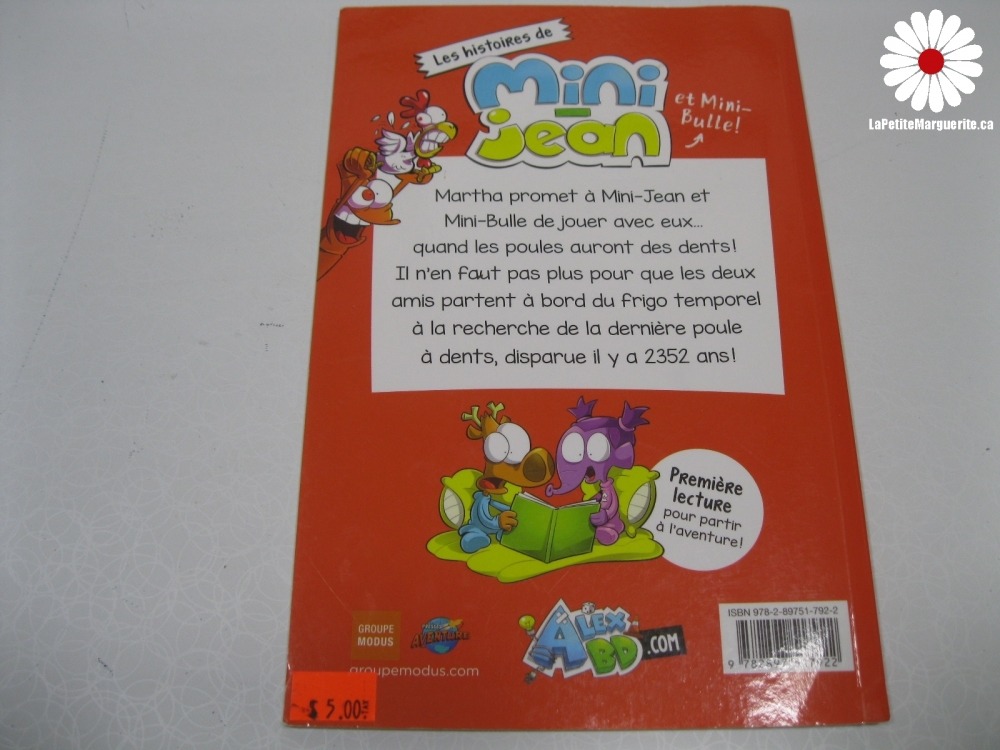 Les histoires de
Mini-
jean
et Mini-
Bulle!
LaPetiteMarguerite.ca
Martha promet à Mini-Jean et
Mini-Bulle de jouer avec eux...
quand les poules auront des dents!
Il n'en faut pas plus pour que les deux
amis partent à bord du frigo temporel
à la recherche de la dernière poule
à dents, disparue il y a 2352 ans!
Première
lecture
pour partir
à l'aventure!
ISBN 978-2-89751-792-2
GROUPE
MODUS
AVENTURE
groupemodus.com
ALEX
BD.COM
$ 5.00